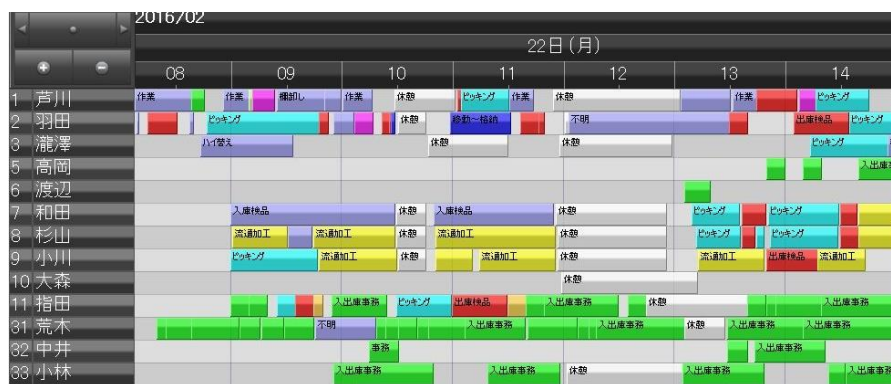 2016/02
22日(月)
08 09 10 11 12 13 14
1 芦川 作業 作業 棚卸し 作業 休憩 ピッキング 作業 休憩 作業 ピッキング
2 羽田 ピッキング 休憩 移動〜格納 不明 出庫検品 ピッキング
3 瀧澤 ハイ替え 休憩 休憩 ピッキング
5 高岡 入出庫事
6 渡辺
7 和田 入庫検品 休憩 入庫検品 休憩 ピッキング ピッキング
8 杉山 流通加工 流通加工 休憩 流通加工 休憩 ピッキング ピッキング
9 小川 ピッキング 流通加工 休憩 流通加工 休憩 流通加工 出庫検品 流通加工
10 大森 休憩
11 指田 入出庫事務 ピッキング 出庫検品 入出庫事務 休憩 入出庫事務
31 荒木 不明 入出庫事務 入出庫事務 休憩 入出庫事務 入出庫事務
32 中井 事務 入出庫事務
33 小林 入出庫事務 入出庫事務 休憩 入出庫事務 入出庫事